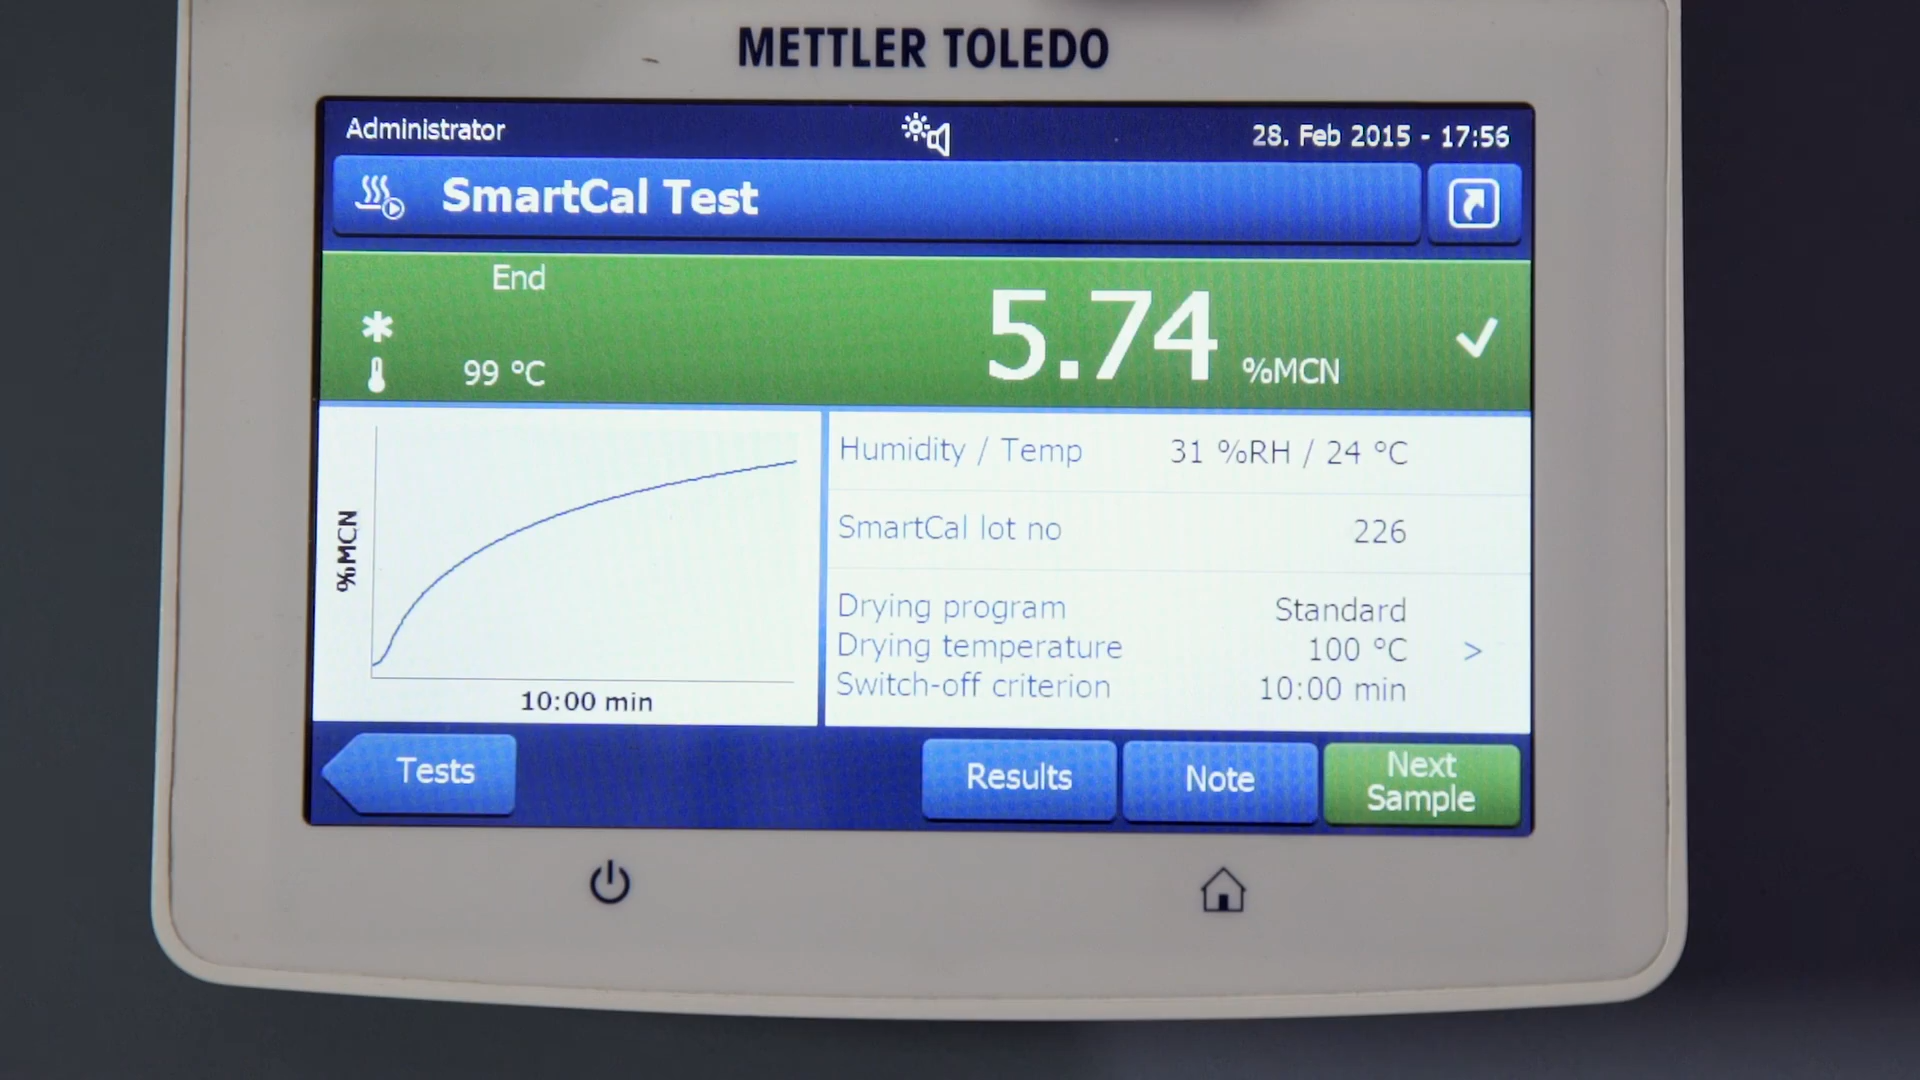 METTLER TOLEDO
Administrator
28. Feb 2015 - 17:56
SmartCal Test
End
99 °C
5.74 %MCN
%MCN
10:00 min
Humidity / Temp 31 %RH / 24 °C
SmartCal lot no 226
Drying program Standard
Drying temperature 100 °C >
Switch-off criterion 10:00 min
Tests
Results
Note
Next
Sample